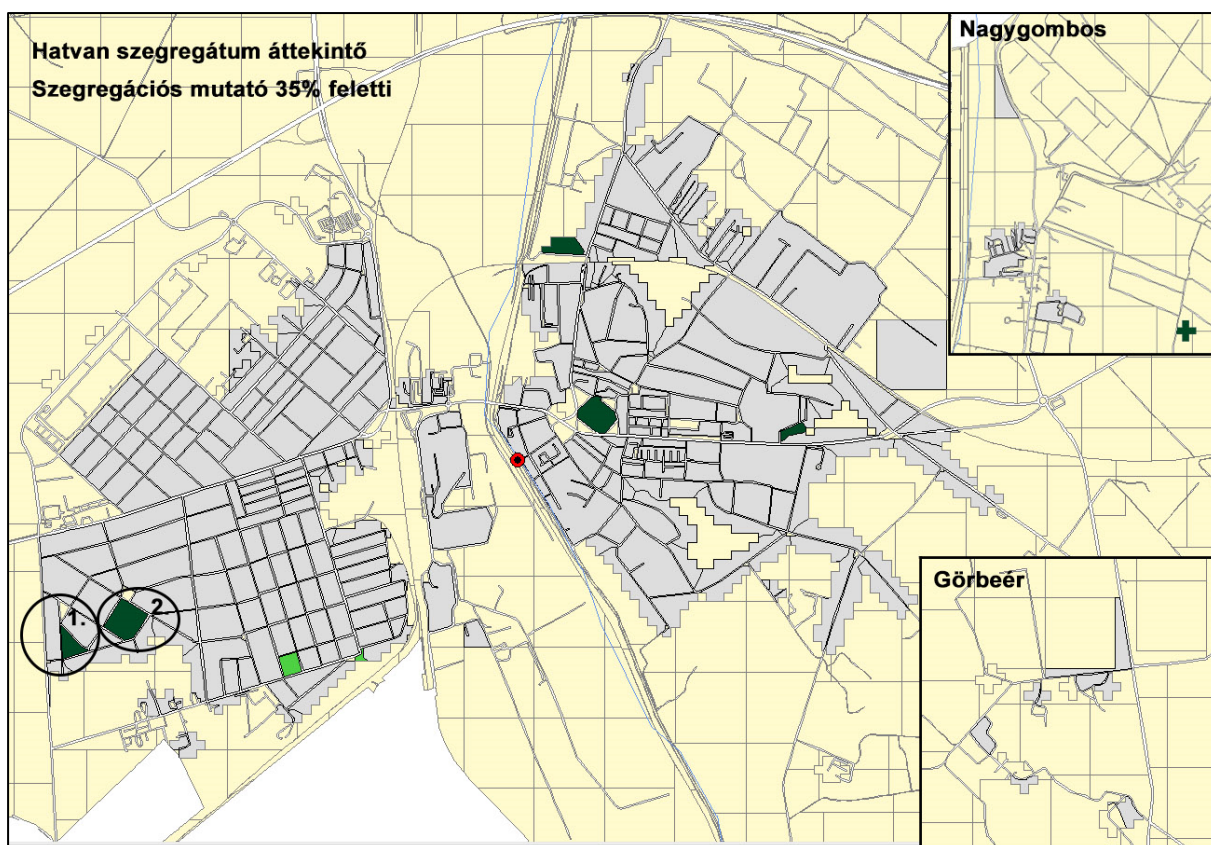 Hatvan szegregátum áttekintő
Szegregációs mutató 35% feletti
Nagygombos
1.
2.
Görbeér